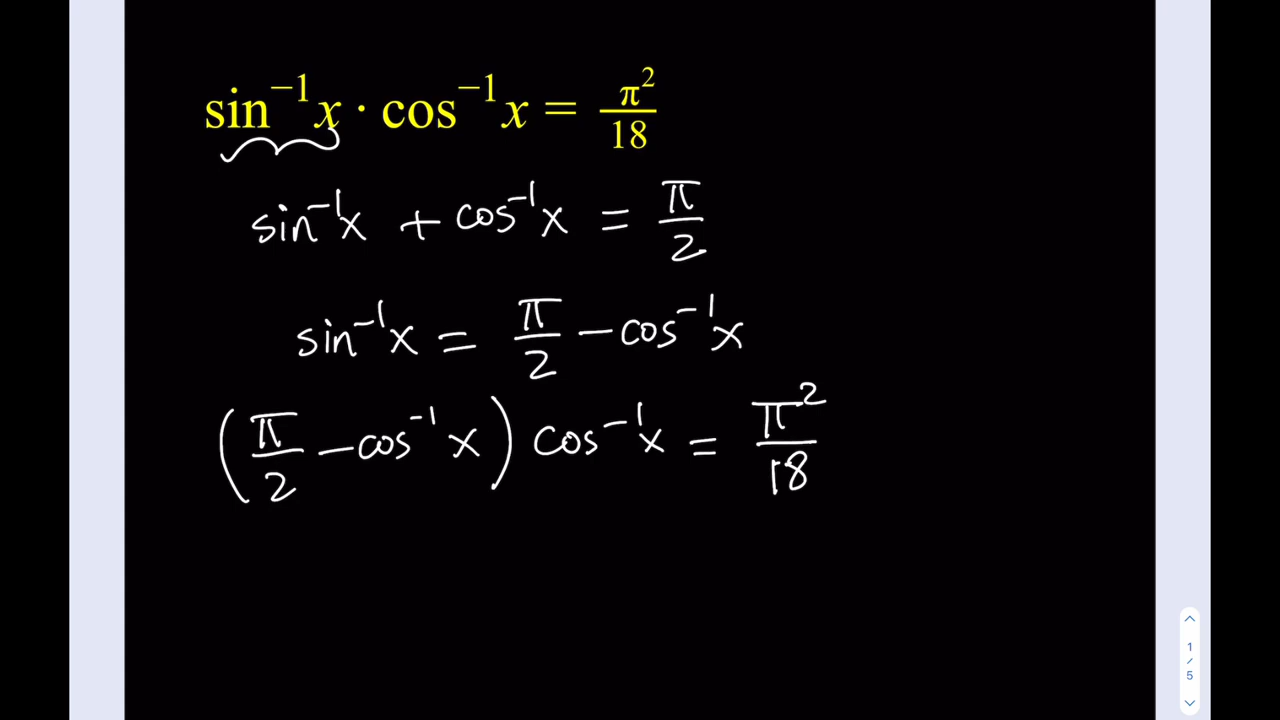 sin⁻¹x · cos⁻¹x = π²/18
sin⁻¹x + cos⁻¹x = π/2
sin⁻¹x = π/2 − cos⁻¹x
(π/2 − cos⁻¹x) cos⁻¹x = π²/18
1
/
5